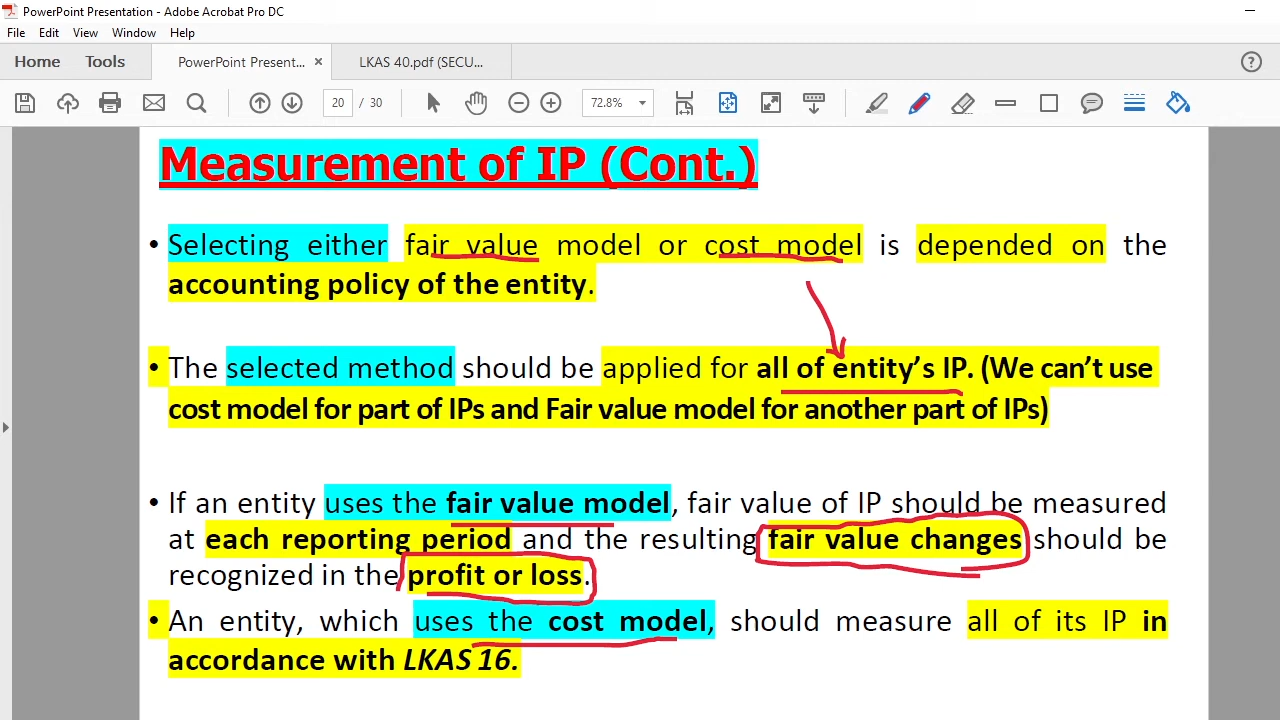 PowerPoint Presentation - Adobe Acrobat Pro DC
File Edit View Window Help
Home Tools PowerPoint Present... × LKAS 40.pdf (SECU...
20 / 30 72.8%
Measurement of IP (Cont.)
• Selecting either fair value model or cost model is depended on the
accounting policy of the entity.
• The selected method should be applied for all of entity’s IP. (We can’t use
cost model for part of IPs and Fair value model for another part of IPs)
• If an entity uses the fair value model, fair value of IP should be measured
at each reporting period and the resulting fair value changes should be
recognized in the profit or loss.
• An entity, which uses the cost model, should measure all of its IP in
accordance with LKAS 16.